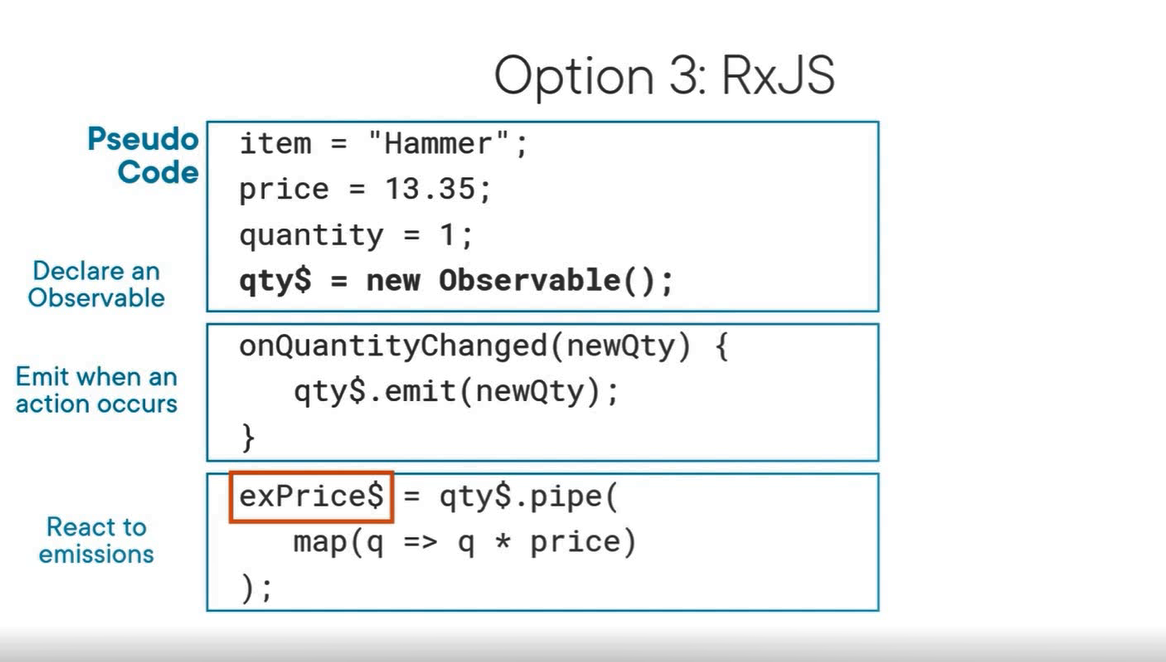 Option 3: RxJS
Pseudo
Code
item = "Hammer";
price = 13.35;
quantity = 1;
Declare an
Observable
qty$ = new Observable();
onQuantityChanged(newQty) {
Emit when an
action occurs
qty$.emit(newQty);
}
exPrice$ = qty$.pipe(
React to
emissions
map(q => q * price)
);